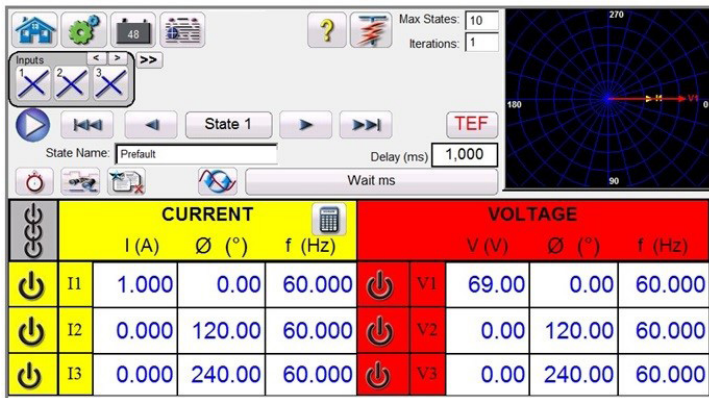 Max States: 10
Iterations: 1
48
?
270
Inputs < > >>
1 2 3
180 I1 V1 0
State 1 TEF
State Name: Prefault Delay (ms) 1,000
Wait ms
90
CURRENT VOLTAGE
I (A) Ø (°) f (Hz) V (V) Ø (°) f (Hz)
I1 1.000 0.00 60.000 V1 69.00 0.00 60.000
I2 0.000 120.00 60.000 V2 0.00 120.00 60.000
I3 0.000 240.00 60.000 V3 0.00 240.00 60.000